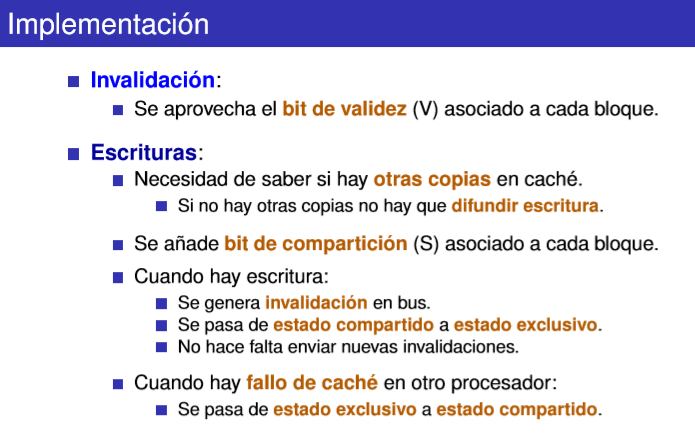 Implementación
Invalidación:
Se aprovecha el bit de validez (V) asociado a cada bloque.
Escrituras:
Necesidad de saber si hay otras copias en caché.
Si no hay otras copias no hay que difundir escritura.
Se añade bit de compartición (S) asociado a cada bloque.
Cuando hay escritura:
Se genera invalidación en bus.
Se pasa de estado compartido a estado exclusivo.
No hace falta enviar nuevas invalidaciones.
Cuando hay fallo de caché en otro procesador:
Se pasa de estado exclusivo a estado compartido.